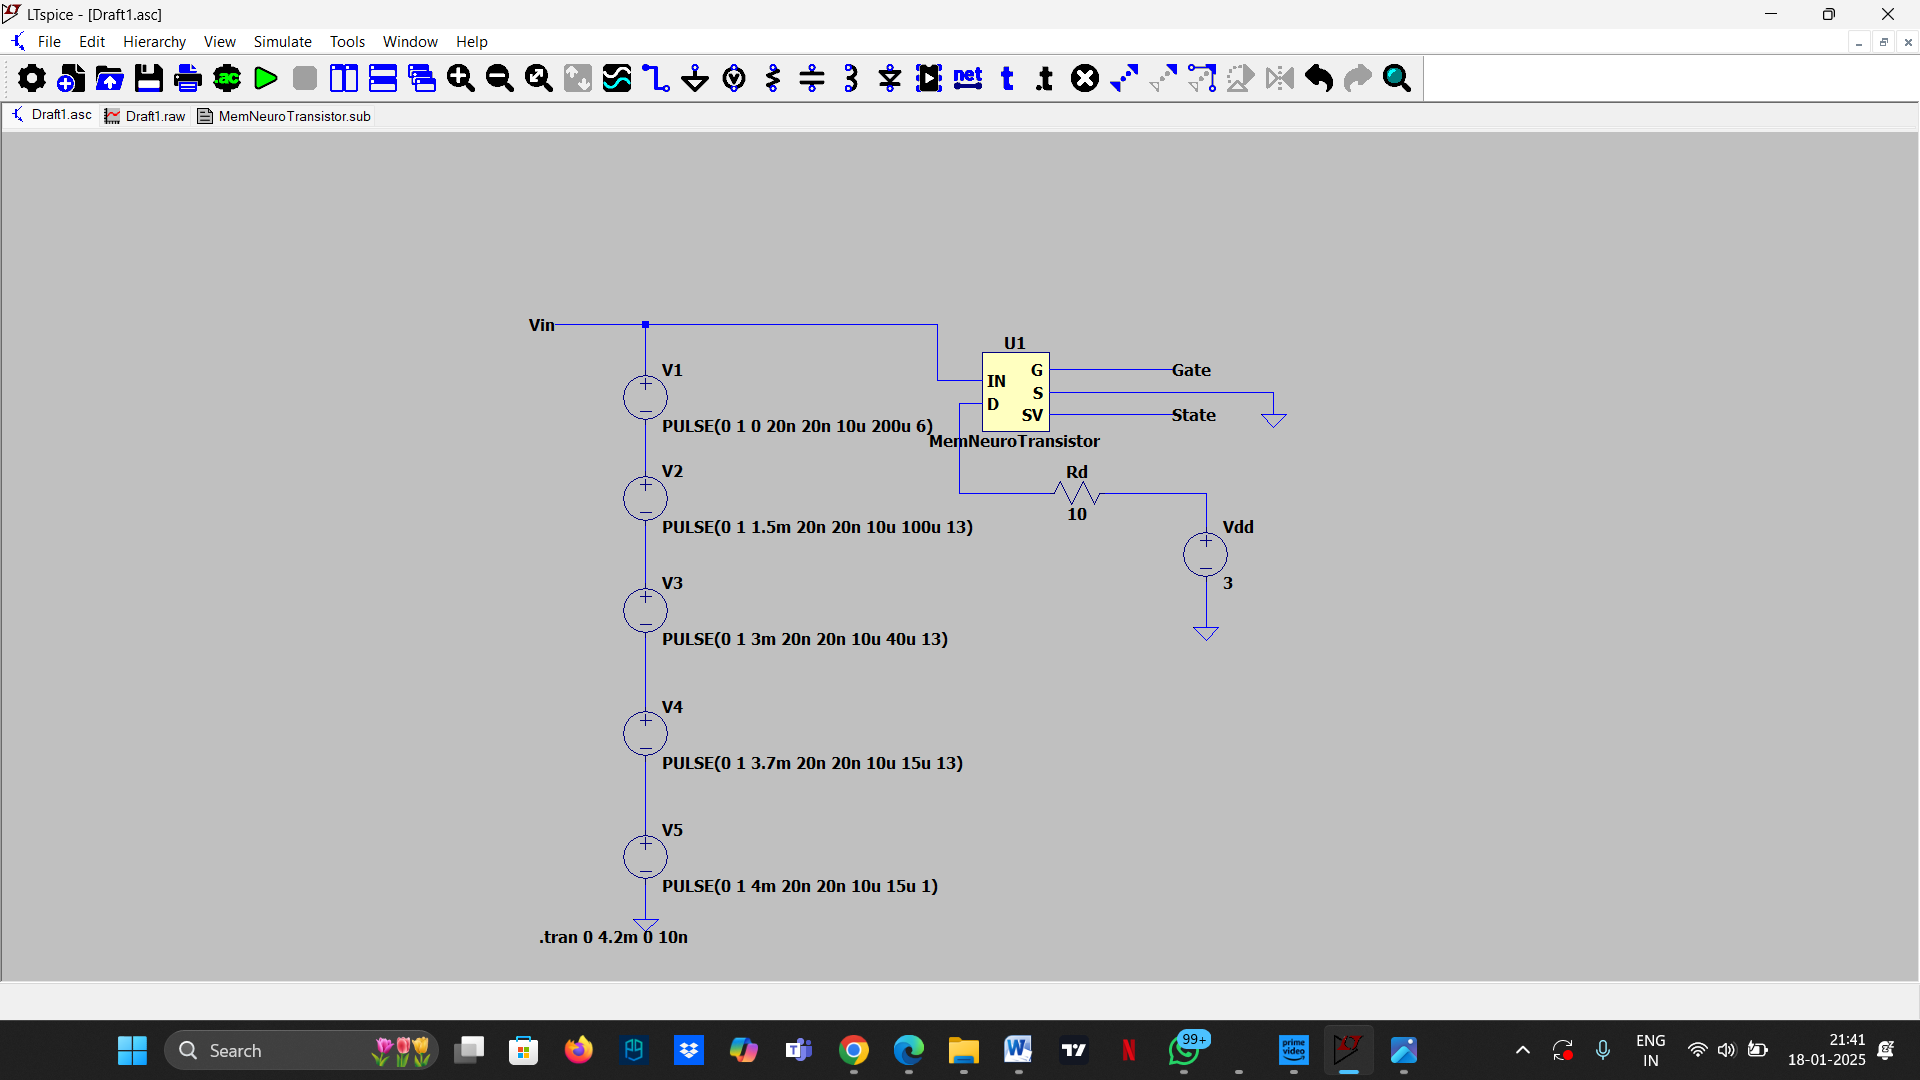 LTspice - [Draft1.asc]
File Edit Hierarchy View Simulate Tools Window Help
.ac net t .t
Draft1.asc Draft1.raw MemNeuroTransistor.sub
Vin
U1
IN G
D S
SV
Gate
State
MemNeuroTransistor
V1
PULSE(0 1 0 20n 20n 10u 200u 6)
V2
PULSE(0 1 1.5m 20n 20n 10u 100u 13)
Rd
10
Vdd
3
V3
PULSE(0 1 3m 20n 20n 10u 40u 13)
V4
PULSE(0 1 3.7m 20n 20n 10u 15u 13)
V5
PULSE(0 1 4m 20n 20n 10u 15u 1)
.tran 0 4.2m 0 10n
Search
99+
prime video
ENG
IN
21:41
18-01-2025